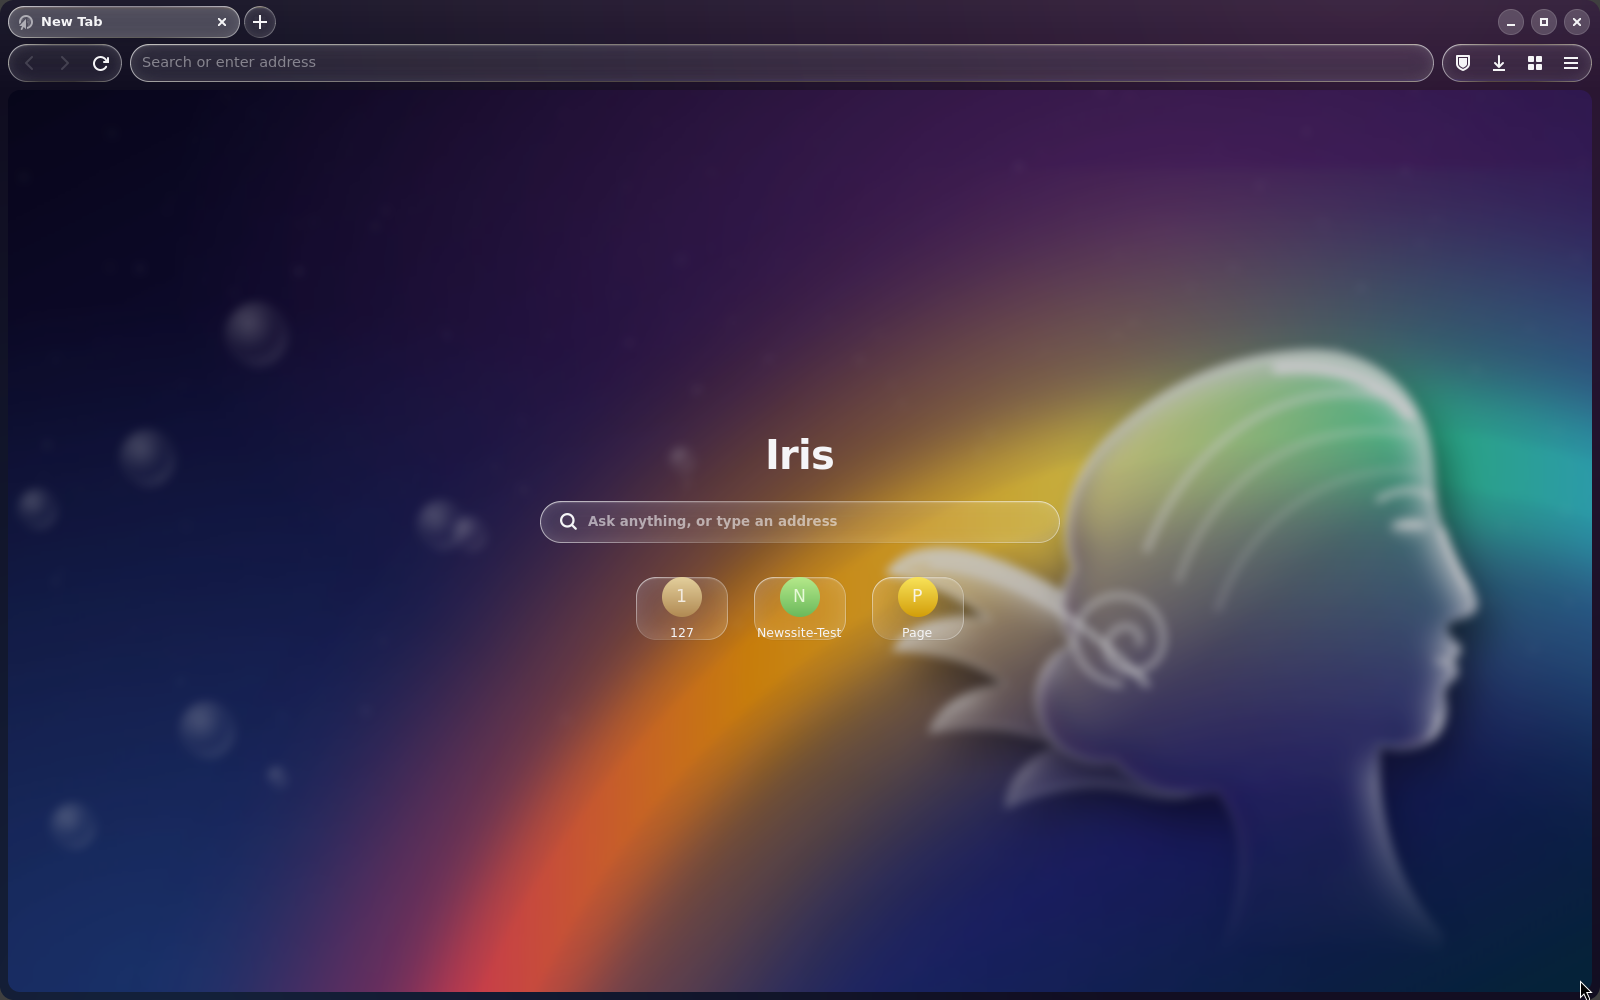 New Tab
Search or enter address
Iris
Ask anything, or type an address
1
N
P
127
Newssite-Test
Page